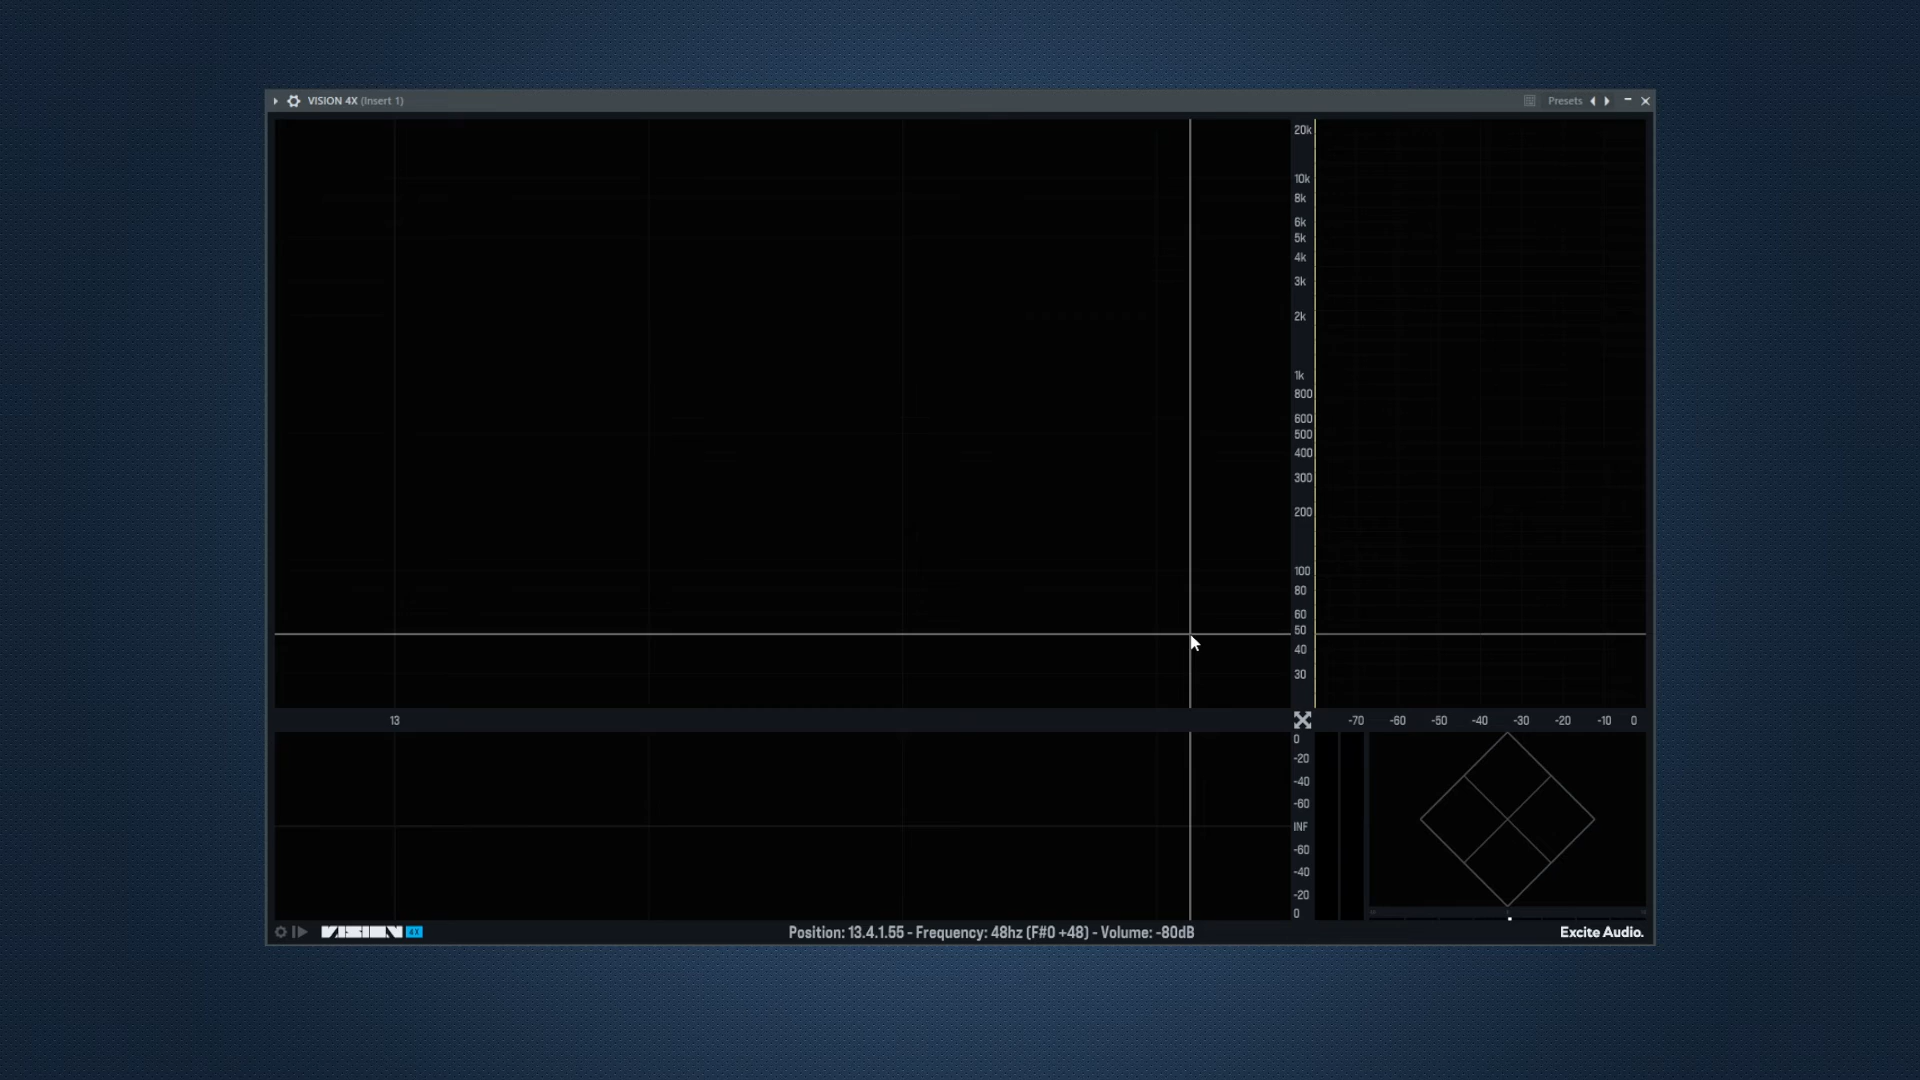 VISION 4X (Insert 1)
Presets
20k
10k
8k
6k
5k
4k
3k
2k
1k
800
600
500
400
300
200
100
80
60
50
40
30
13
-70 -60 -50 -40 -30 -20 -10 0
0
-20
-40
-60
INF
-60
-40
-20
0
VISION 4X
Position: 13.4.1.55 - Frequency: 48hz (F#0 +48) - Volume: -80dB
Excite Audio.